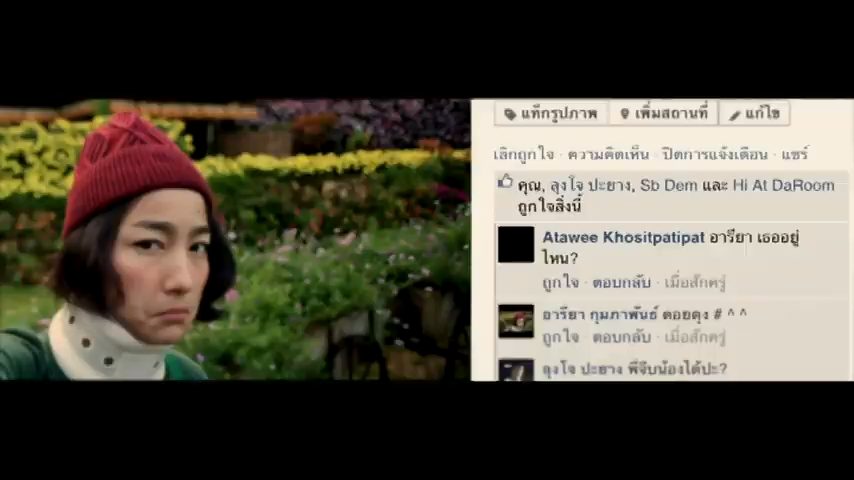 แท็กรูปภาพ เพิ่มสถานที่ แก้ไข
เลิกถูกใจ · ความคิดเห็น · ปิดการแจ้งเตือน · แชร์
คุณ, ลุงโจ ปะยาง, Sb Dem และ Hi At DaRoom
ถูกใจสิ่งนี้
Atawee Khositpatipat อารียา เธออยู่
ไหน?
ถูกใจ · ตอบกลับ · เมื่อสักครู่
อารียา กุมภาพันธ์ ดอยตุง # ^ ^
ถูกใจ · ตอบกลับ · เมื่อสักครู่
ลุงโจ ปะยาง พี่จีบน้องได้ปะ?